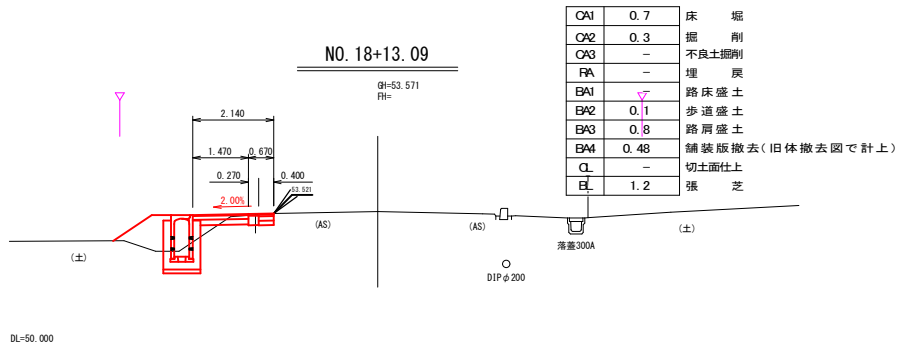 NO.18+13.09
GH=53.571
FH=
CA1 0.7 床 堀
CA2 0.3 掘 削
CA3 - 不良土掘削
RA - 埋 戻
BA1 - 路床盛土
BA2 0.1 歩道盛土
BA3 0.8 路肩盛土
BA4 0.48 舗装版撤去(旧体撤去図で計上)
CL - 切土面仕上
BL 1.2 張 芝
2.140
1.470 0.670
0.270 0.400
53.521
2.00%
(AS)
(AS)
(土)
落蓋300A
(土)
DIPφ200
DL=50.000